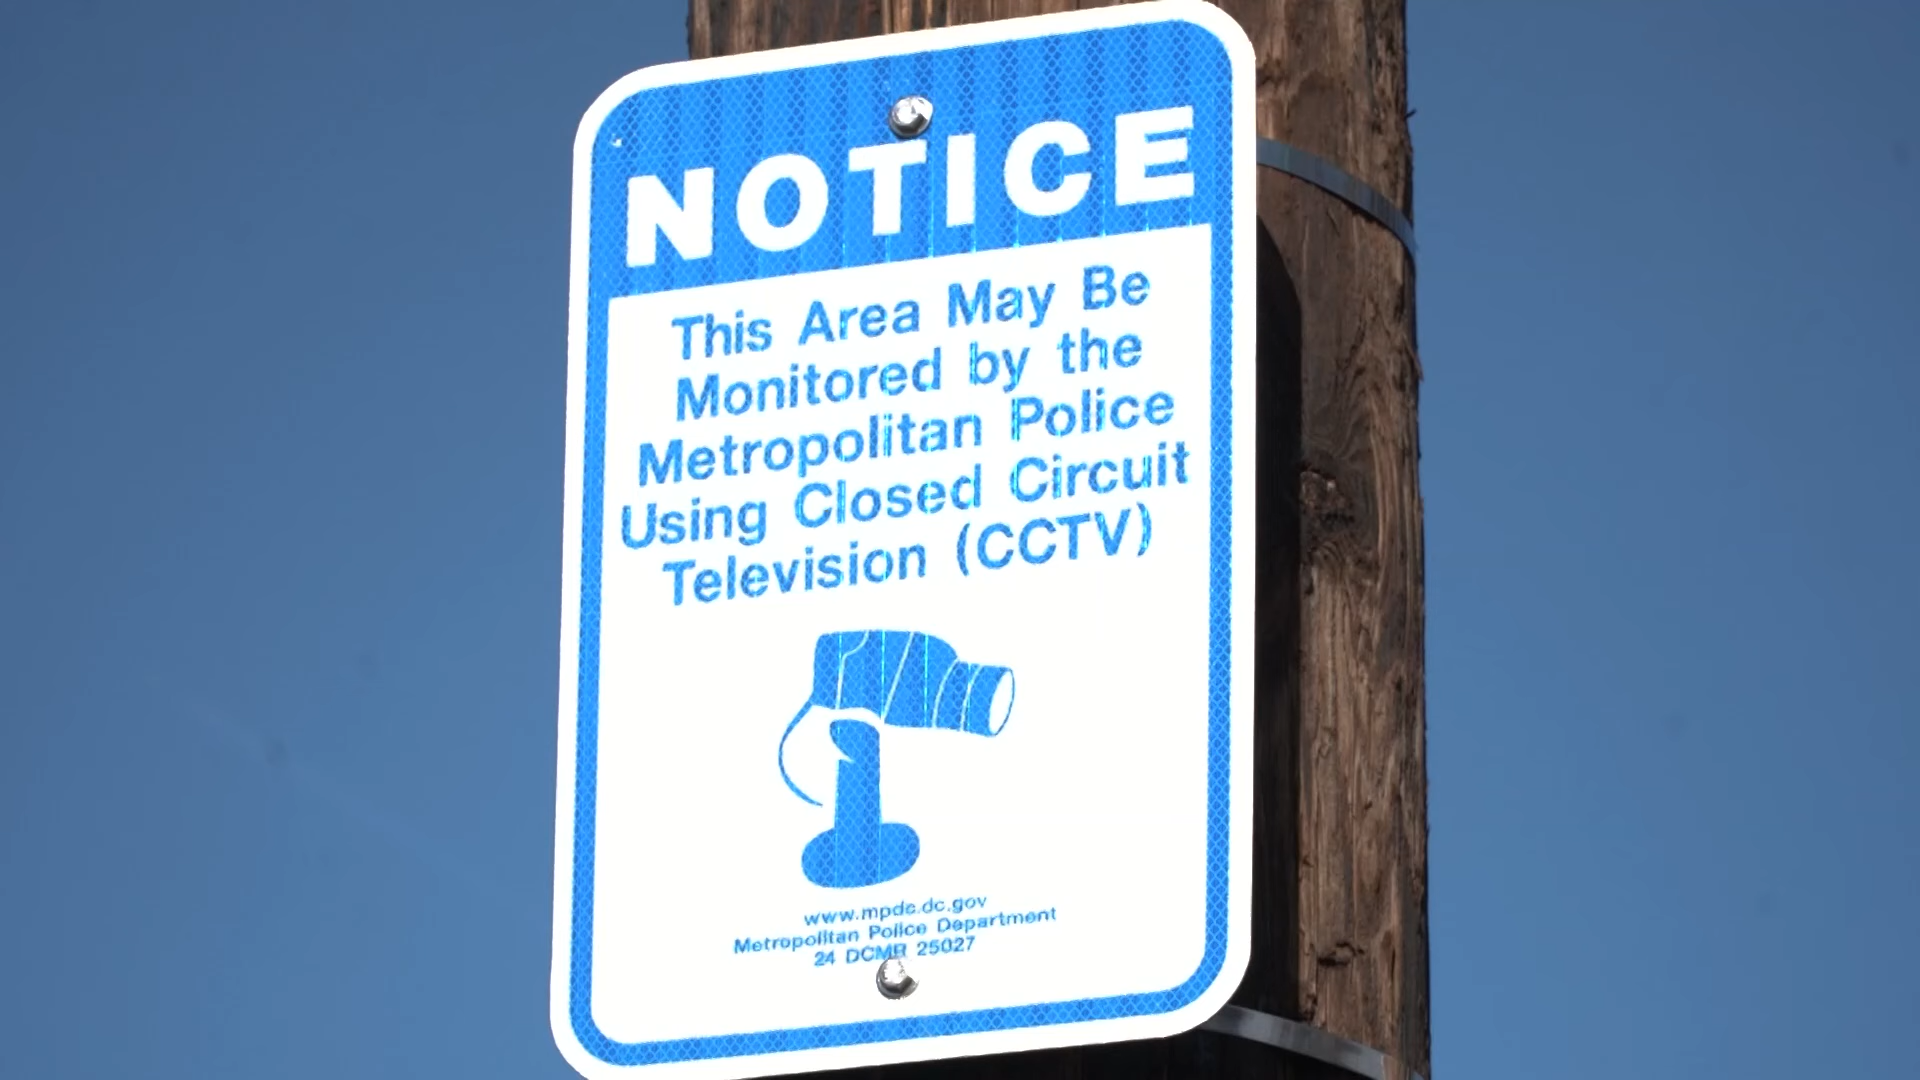 NOTICE
This Area May Be
Monitored by the
Metropolitan Police
Using Closed Circuit
Television (CCTV)
www.mpdc.dc.gov
Metropolitan Police Department
24 DCMR 25027